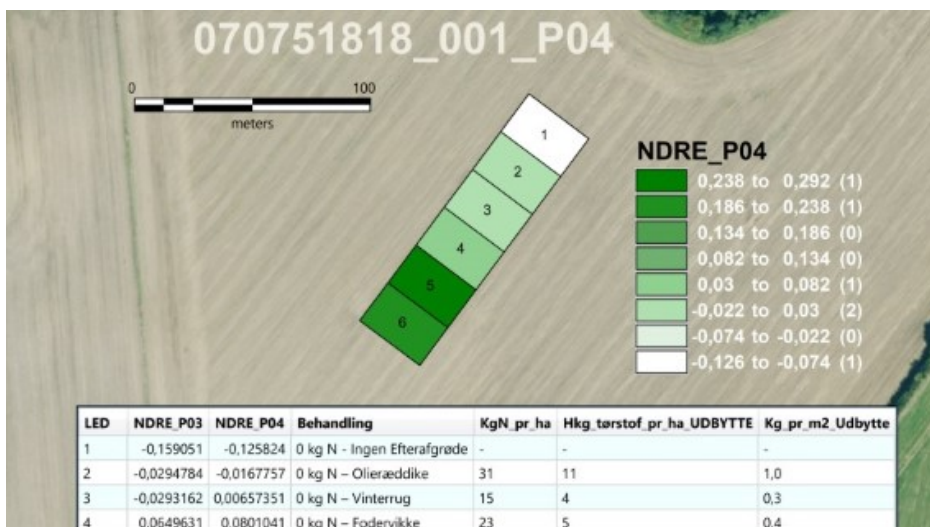 070751818_001_P04
0 100
meters
1
2
3
4
5
6
NDRE_P04
0,238 to 0,292 (1)
0,186 to 0,238 (1)
0,134 to 0,186 (0)
0,082 to 0,134 (0)
0,03 to 0,082 (1)
-0,022 to 0,03 (2)
-0,074 to -0,022 (0)
-0,126 to -0,074 (1)
LED NDRE_P03 NDRE_P04 Behandling KgN_pr_ha Hkg_tørstof_pr_ha_UDBYTTE Kg_pr_m2_Udbytte
1 -0,159051 -0,125824 0 kg N - Ingen Efterafgrøde - - -
2 -0,0294784 -0,0167757 0 kg N – Olieræddike 31 11 1,0
3 -0,0293162 0,00657351 0 kg N – Vinterrug 15 4 0,3
4 0,0649631 0,0801041 0 kg N – Fodervikke 23 5 0,4